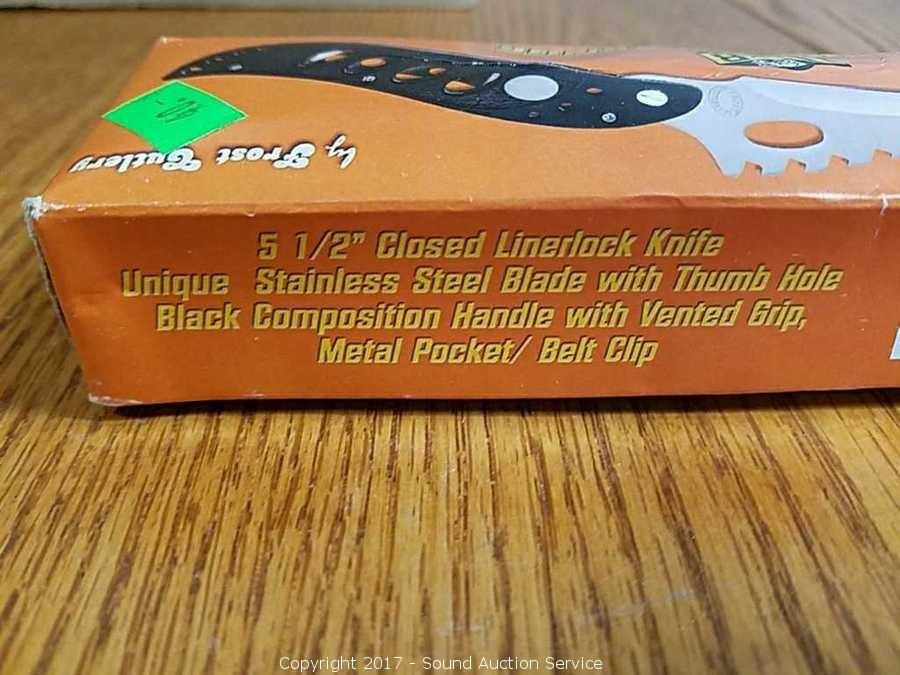 by Frost Cutlery
5 1/2" Closed Linerlock Knife
Unique Stainless Steel Blade with Thumb Hole
Black Composition Handle with Vented Grip,
Metal Pocket/ Belt Clip
Copyright 2017 - Sound Auction Service